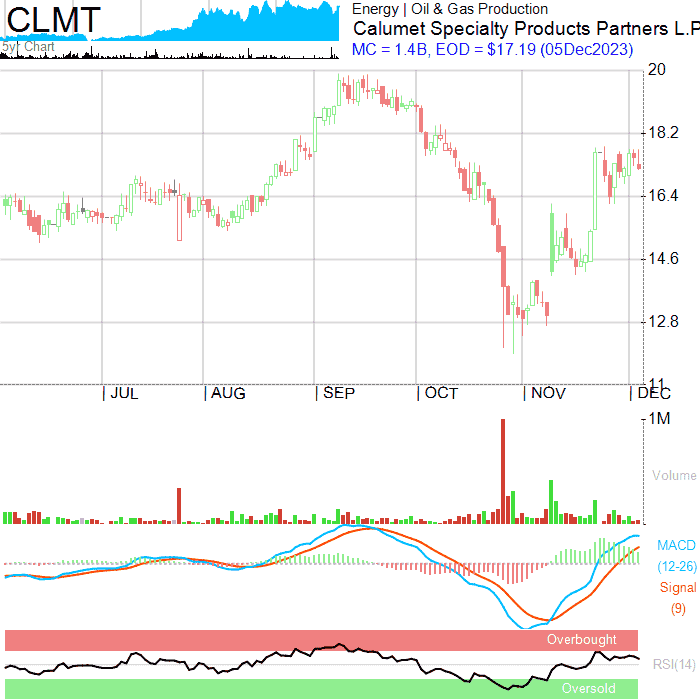 CLMT
5yr Chart
Energy | Oil & Gas Production
Calumet Specialty Products Partners L.P
MC = 1.4B, EOD = $17.19 (05Dec2023)
20
18.2
16.4
14.6
12.8
11
| JUL | AUG | SEP | OCT | NOV | DEC
1M
Volume
MACD
(12-26)
Signal
(9)
Overbought
RSI(14)
Oversold